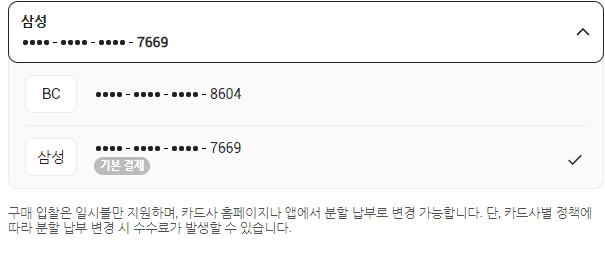 삼성
•••• - •••• - •••• - 7669
BC
•••• - •••• - •••• - 8604
삼성
•••• - •••• - •••• - 7669
기본 결제
구매 입찰은 일시불만 지원하며, 카드사 홈페이지나 앱에서 분할 납부로 변경 가능합니다. 단, 카드사별 정책에
따라 분할 납부 변경 시 수수료가 발생할 수 있습니다.